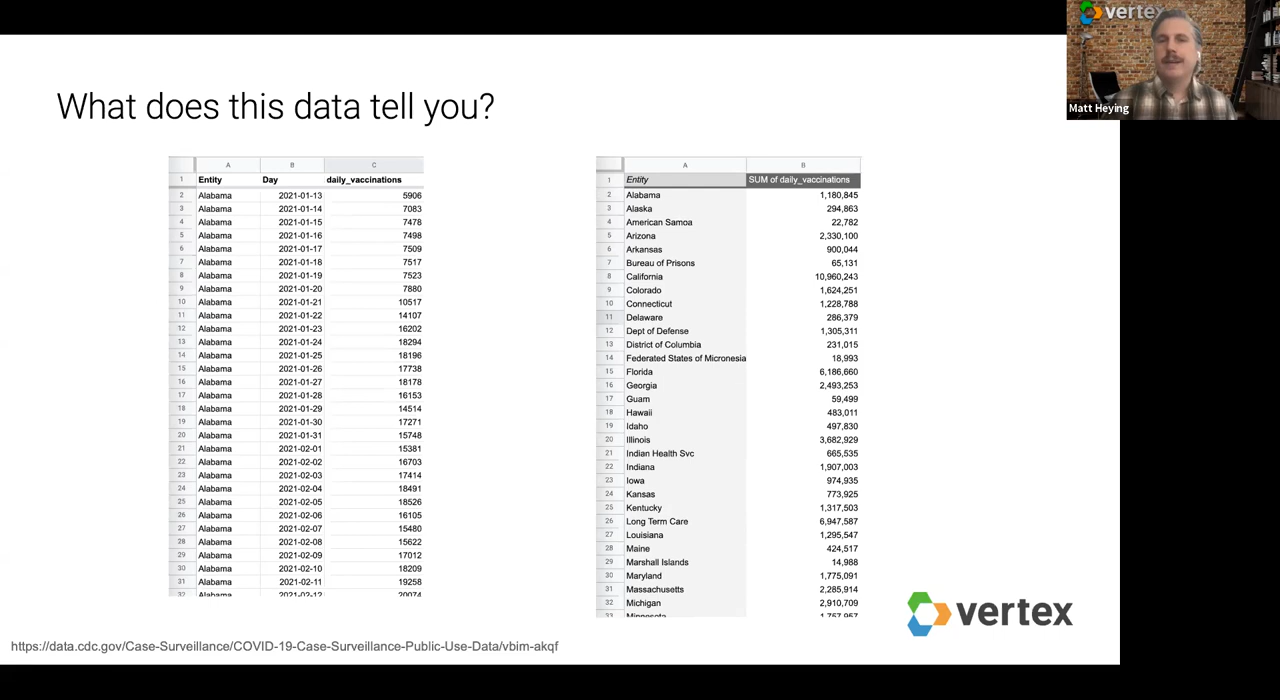 vertex
Matt Heying
What does this data tell you?
A B C
1 Entity Day daily_vaccinations
2 Alabama 2021-01-13 5906
3 Alabama 2021-01-14 7083
4 Alabama 2021-01-15 7478
5 Alabama 2021-01-16 7498
6 Alabama 2021-01-17 7509
7 Alabama 2021-01-18 7517
8 Alabama 2021-01-19 7523
9 Alabama 2021-01-20 7880
10 Alabama 2021-01-21 10517
11 Alabama 2021-01-22 14107
12 Alabama 2021-01-23 16202
13 Alabama 2021-01-24 18294
14 Alabama 2021-01-25 18196
15 Alabama 2021-01-26 17738
16 Alabama 2021-01-27 18178
17 Alabama 2021-01-28 16153
18 Alabama 2021-01-29 14514
19 Alabama 2021-01-30 17271
20 Alabama 2021-01-31 15748
21 Alabama 2021-02-01 15381
22 Alabama 2021-02-02 16703
23 Alabama 2021-02-03 17414
24 Alabama 2021-02-04 18491
25 Alabama 2021-02-05 18526
26 Alabama 2021-02-06 16105
27 Alabama 2021-02-07 15480
28 Alabama 2021-02-08 15622
29 Alabama 2021-02-09 17012
30 Alabama 2021-02-10 18209
31 Alabama 2021-02-11 19258
32 Alabama 2021-02-12 20074
A B
1 Entity SUM of daily_vaccinations
2 Alabama 1,180,845
3 Alaska 294,863
4 American Samoa 22,782
5 Arizona 2,330,100
6 Arkansas 900,044
7 Bureau of Prisons 65,131
8 California 10,960,243
9 Colorado 1,624,251
10 Connecticut 1,228,788
11 Delaware 286,379
12 Dept of Defense 1,305,311
13 District of Columbia 231,015
14 Federated States of Micronesia 18,993
15 Florida 6,186,660
16 Georgia 2,493,253
17 Guam 59,499
18 Hawaii 483,011
19 Idaho 497,830
20 Illinois 3,682,929
21 Indian Health Svc 665,535
22 Indiana 1,907,003
23 Iowa 974,935
24 Kansas 773,925
25 Kentucky 1,317,503
26 Long Term Care 6,947,587
27 Louisiana 1,295,547
28 Maine 424,517
29 Marshall Islands 14,988
30 Maryland 1,775,091
31 Massachusetts 2,285,914
32 Michigan 2,910,709
33 Minnesota 1,757,957
vertex
https://data.cdc.gov/Case-Surveillance/COVID-19-Case-Surveillance-Public-Use-Data/vbim-akqf